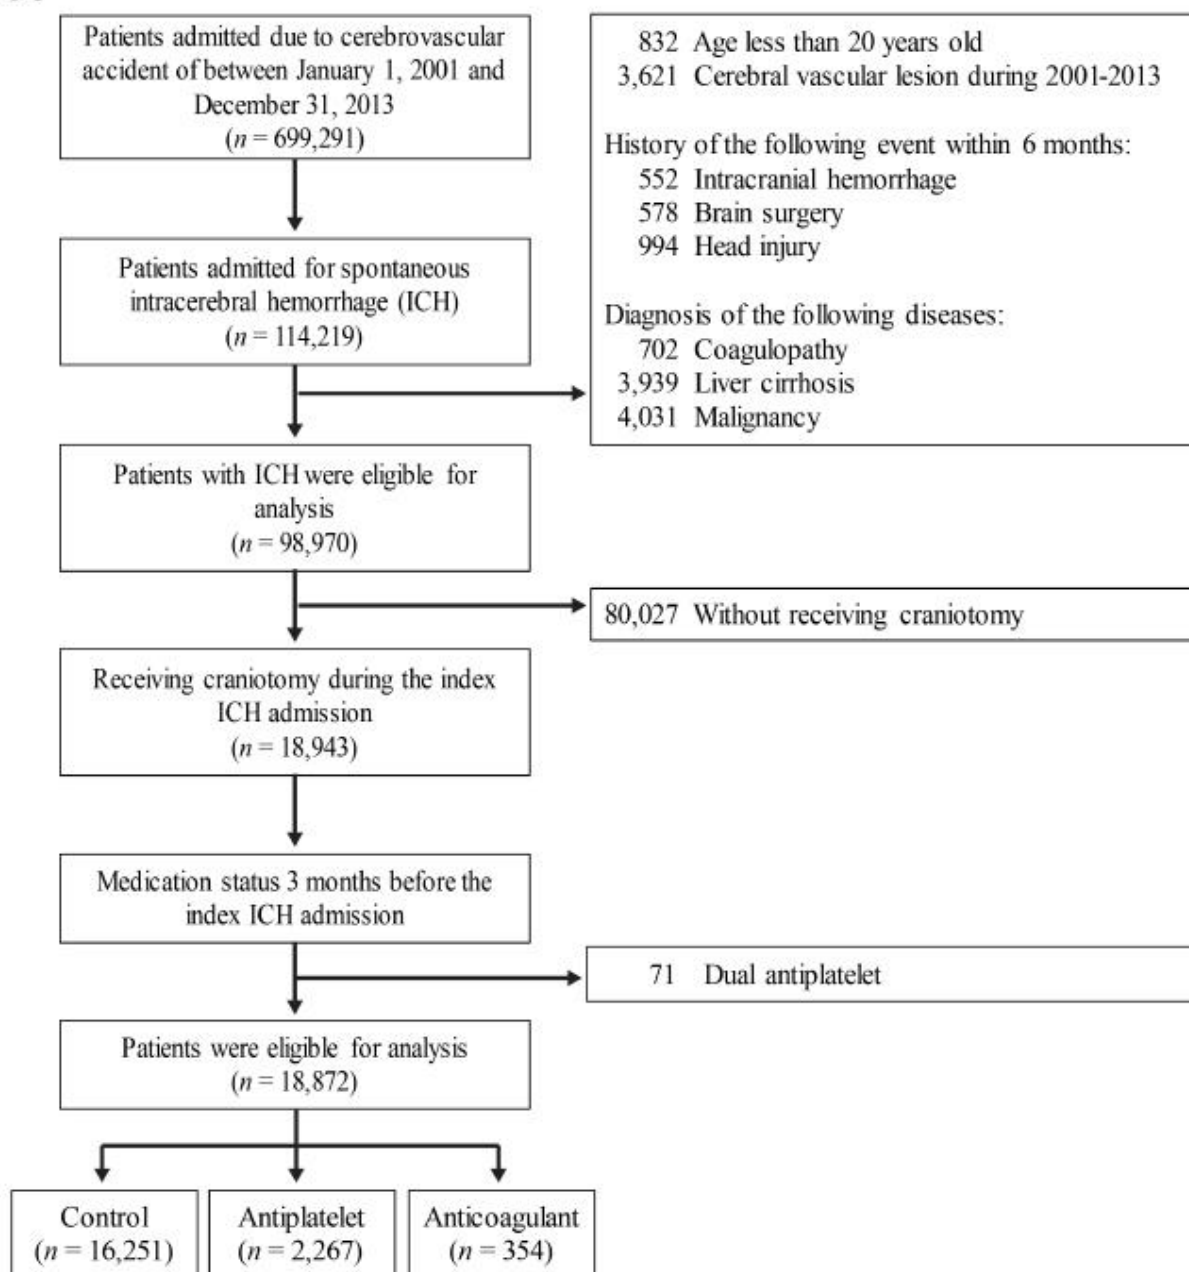 Patients admitted due to cerebrovascular
accident of between January 1, 2001 and
December 31, 2013
(n = 699,291)
832 Age less than 20 years old
3,621 Cerebral vascular lesion during 2001-2013
History of the following event within 6 months:
552 Intracranial hemorrhage
578 Brain surgery
994 Head injury
Diagnosis of the following diseases:
702 Coagulopathy
3,939 Liver cirrhosis
4,031 Malignancy
Patients admitted for spontaneous
intracerebral hemorrhage (ICH)
(n = 114,219)
Patients with ICH were eligible for
analysis
(n = 98,970)
80,027 Without receiving craniotomy
Receiving craniotomy during the index
ICH admission
(n = 18,943)
Medication status 3 months before the
index ICH admission
71 Dual antiplatelet
Patients were eligible for analysis
(n = 18,872)
Control
(n = 16,251)
Antiplatelet
(n = 2,267)
Anticoagulant
(n = 354)